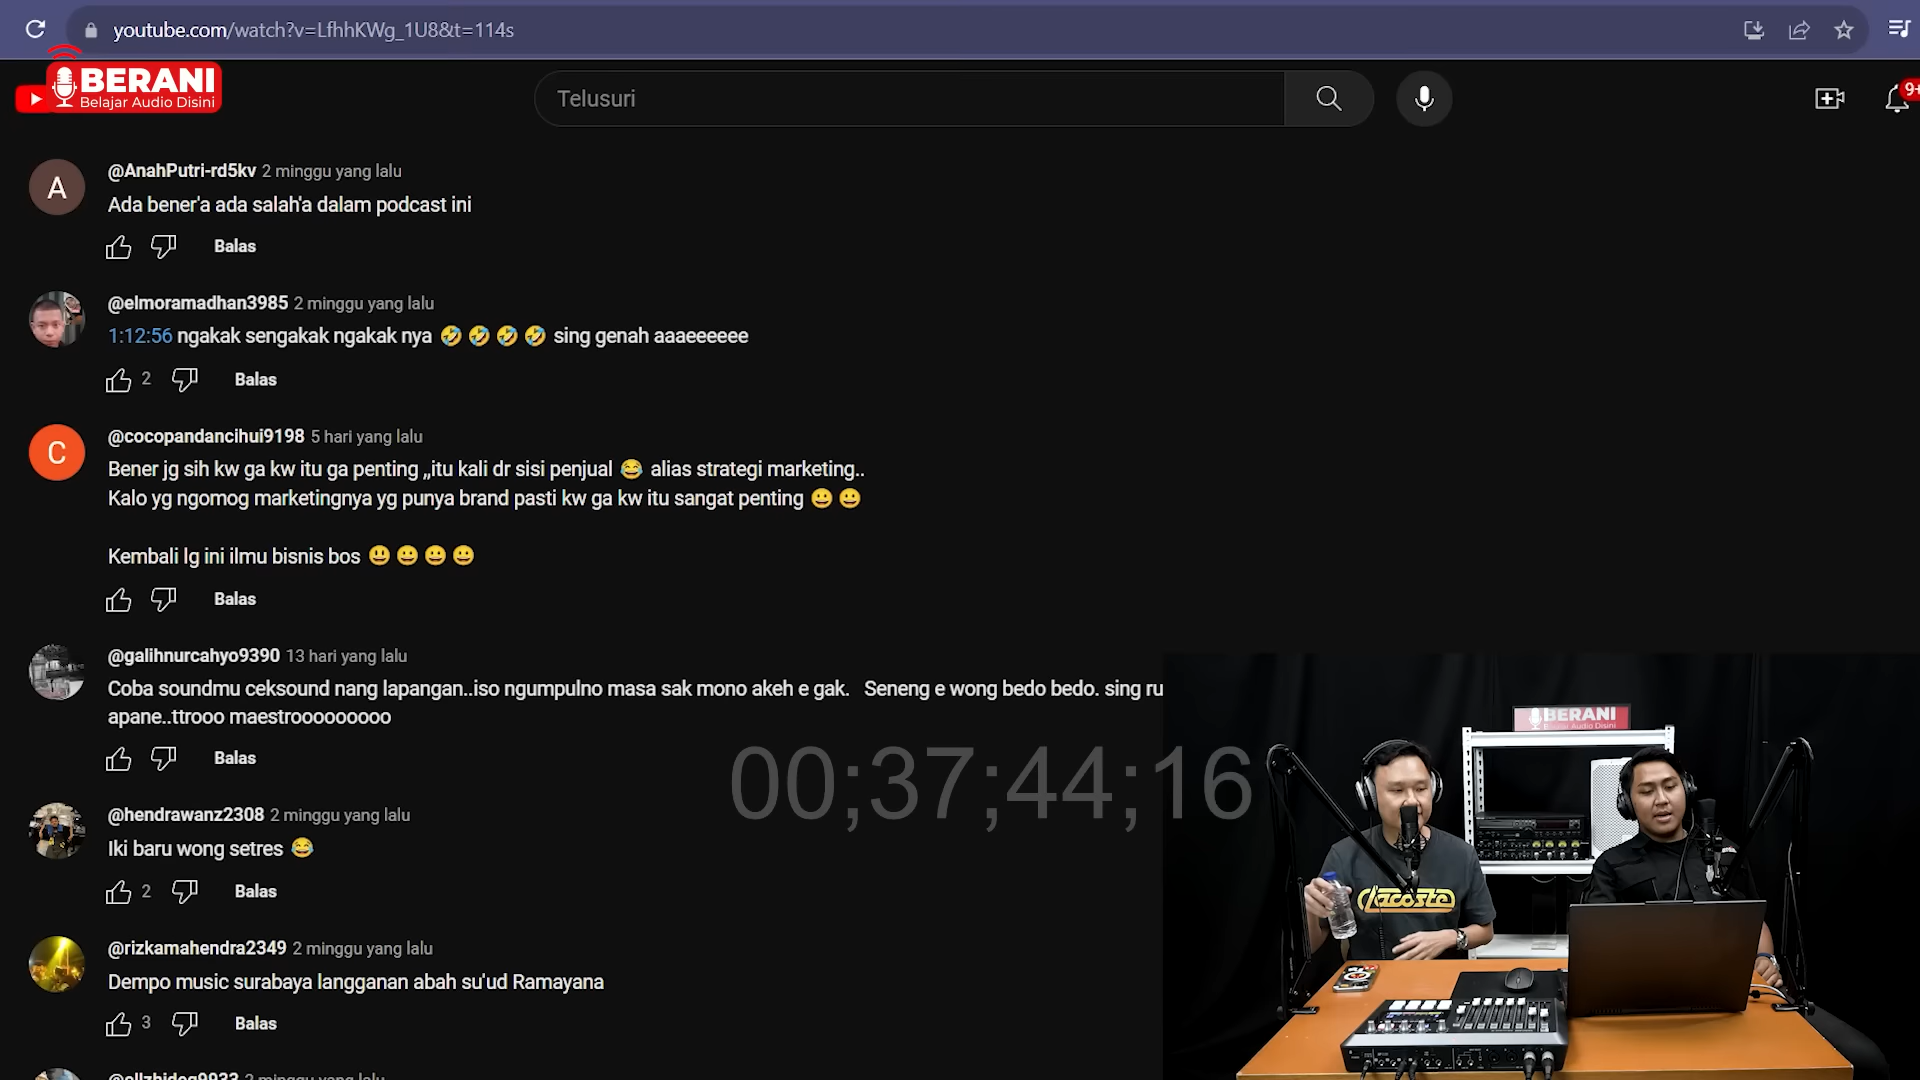 youtube.com/watch?v=LfhhKWg_1U8&t=114s
BERANI
Belajar Audio Disini
Telusuri
9+
A
@AnahPutri-rd5kv 2 minggu yang lalu
Ada bener'a ada salah'a dalam podcast ini
Balas
@elmoramadhan3985 2 minggu yang lalu
1:12:56 ngakak sengakak ngakak nya 🤣🤣🤣🤣 sing genah aaaeeeeee
2 Balas
C
@cocopandancihui9198 5 hari yang lalu
Bener jg sih kw ga kw itu ga penting ,,itu kali dr sisi penjual 😂 alias strategi marketing..
Kalo yg ngomog marketingnya yg punya brand pasti kw ga kw itu sangat penting 😀😀
Kembali lg ini ilmu bisnis bos 😃😀😀😀
Balas
@galihnurcahyo9390 13 hari yang lalu
Coba soundmu ceksound nang lapangan..iso ngumpulno masa sak mono akeh e gak. Seneng e wong bedo bedo. sing ru
apane..ttrooo maestrooooooooo
Balas
00;37;44;16
@hendrawanz2308 2 minggu yang lalu
Iki baru wong setres 😂
2 Balas
@rizkamahendra2349 2 minggu yang lalu
Dempo music surabaya langganan abah su'ud Ramayana
3 Balas
BERANI
Belajar Audio Disini
Lacoste